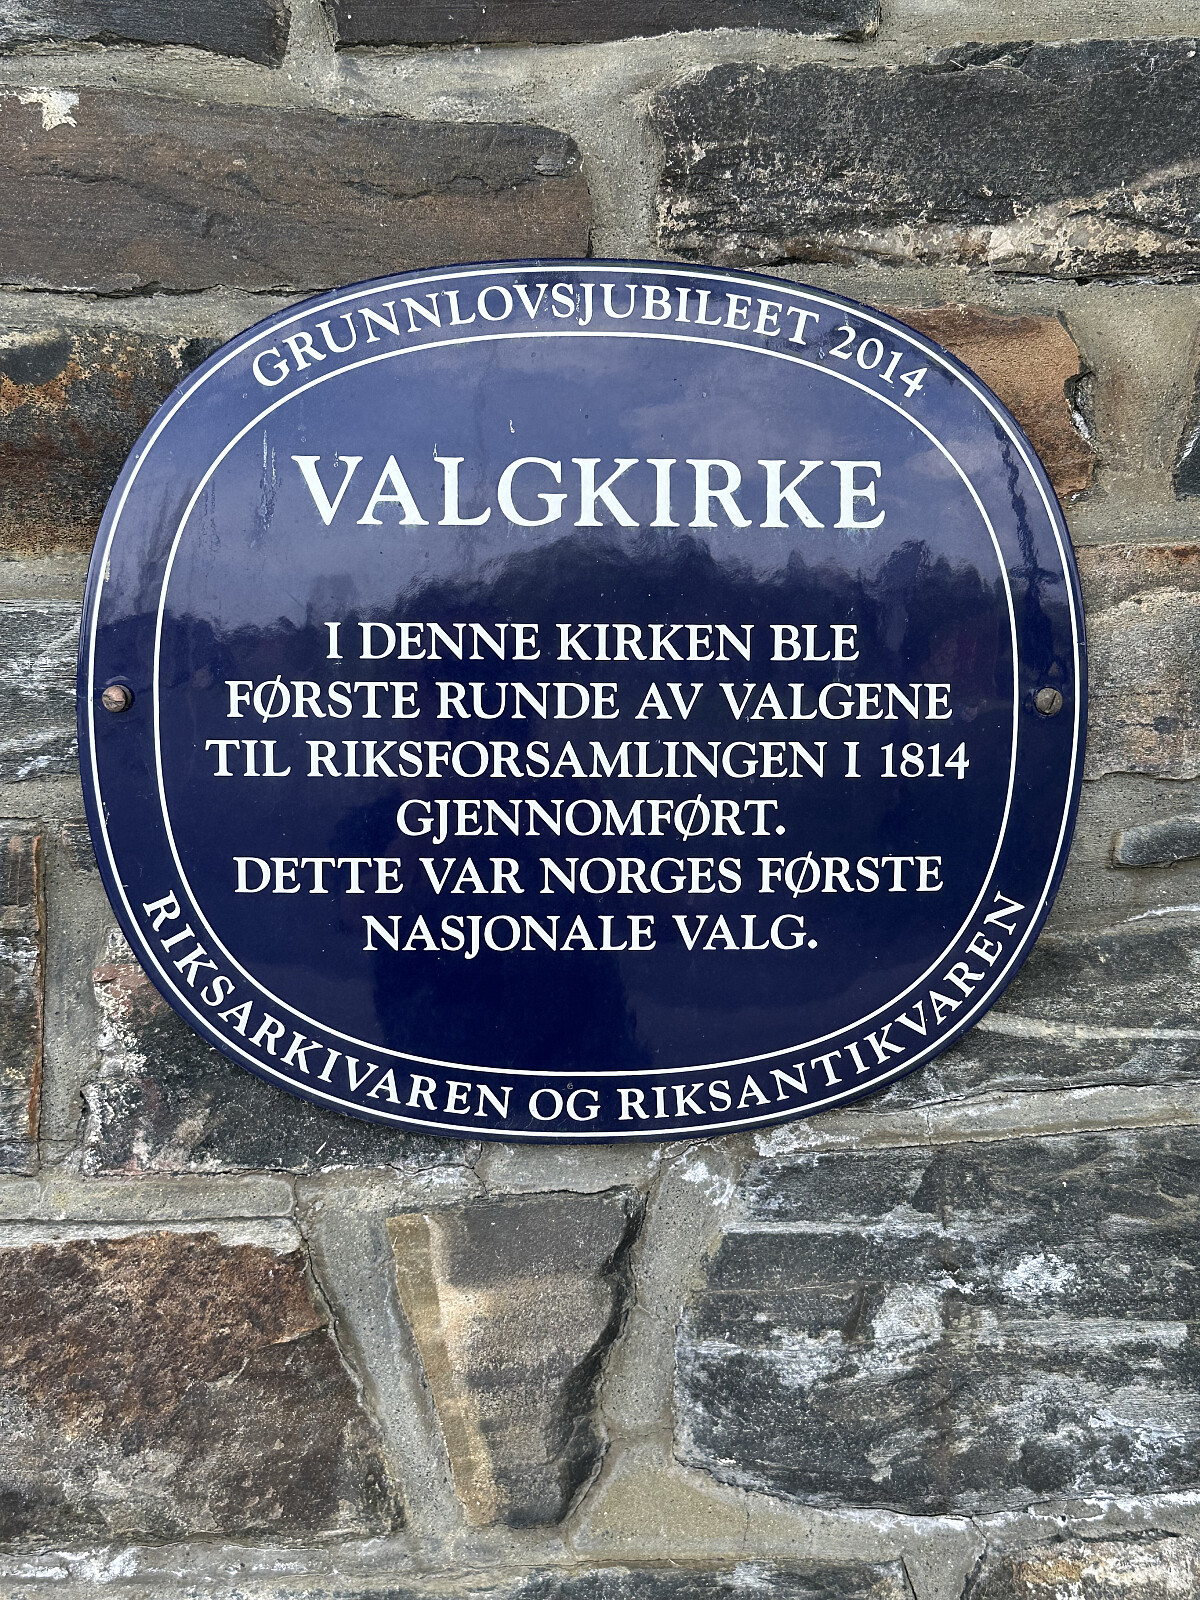 GRUNNLOVSJUBILEET 2014
VALGKIRKE
I DENNE KIRKEN BLE
FØRSTE RUNDE AV VALGENE
TIL RIKSFORSAMLINGEN I 1814
GJENNOMFØRT.
DETTE VAR NORGES FØRSTE
NASJONALE VALG.
RIKSARKIVAREN OG RIKSANTIKVAREN